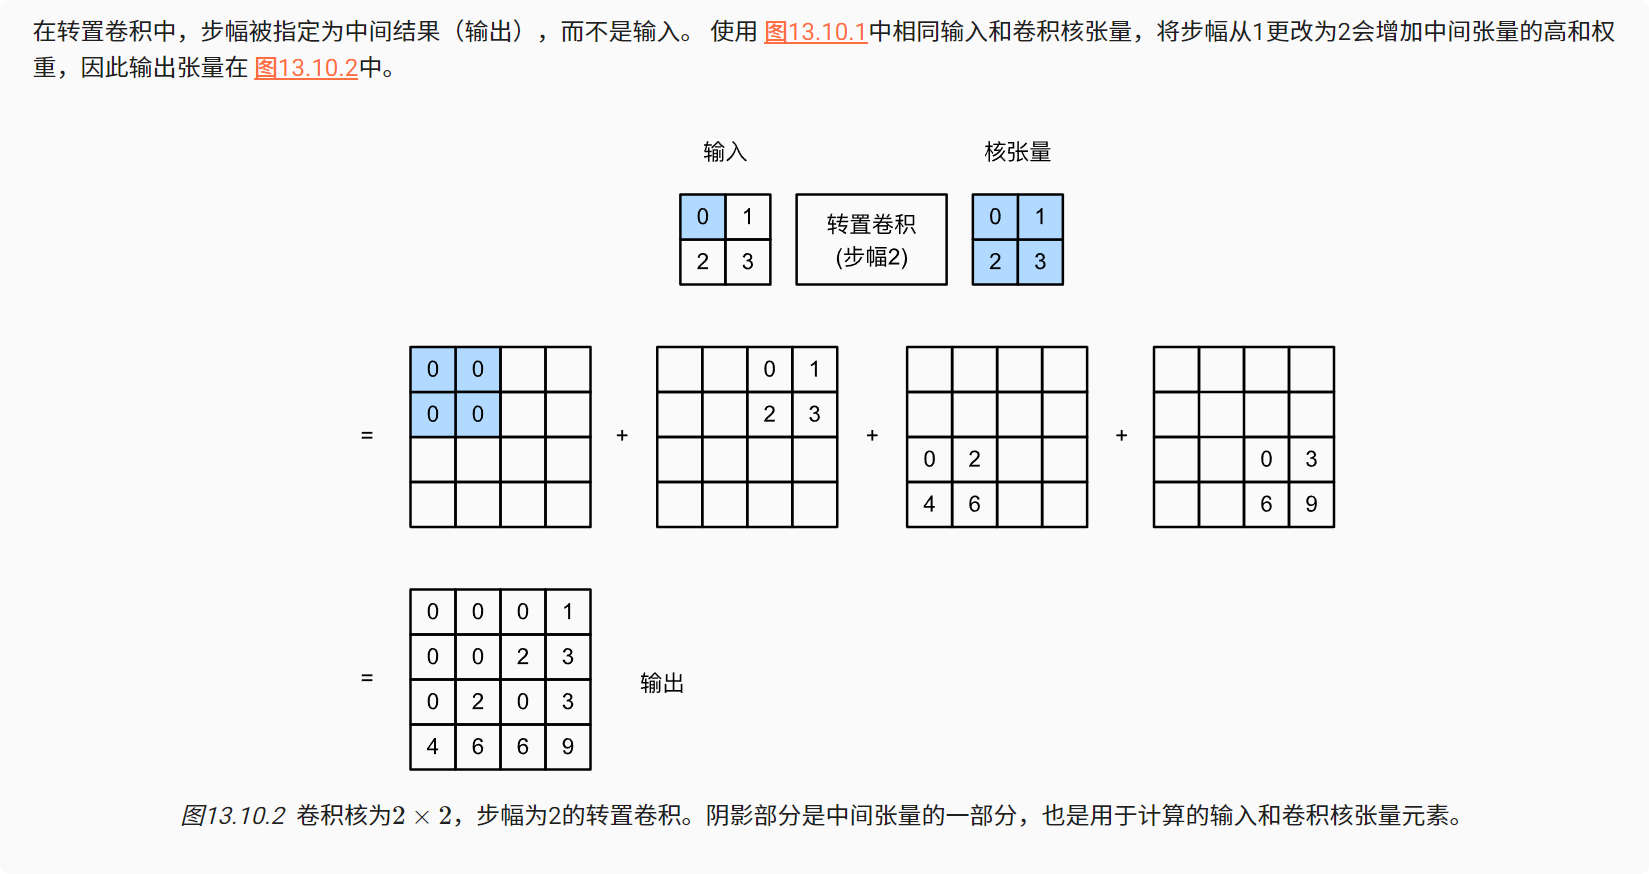 在转置卷积中，步幅被指定为中间结果（输出），而不是输入。 使用 图13.10.1中相同输入和卷积核张量，将步幅从1更改为2会增加中间张量的高和权
重，因此输出张量在 图13.10.2中。
输入 核张量
0 1 转置卷积 0 1
2 3 (步幅2) 2 3
0 0 0 1
0 0 2 3
= + + +
0 2 0 3
4 6 6 9
0 0 0 1
0 0 2 3
= 输出
0 2 0 3
4 6 6 9
图13.10.2 卷积核为2 × 2，步幅为2的转置卷积。阴影部分是中间张量的一部分，也是用于计算的输入和卷积核张量元素。